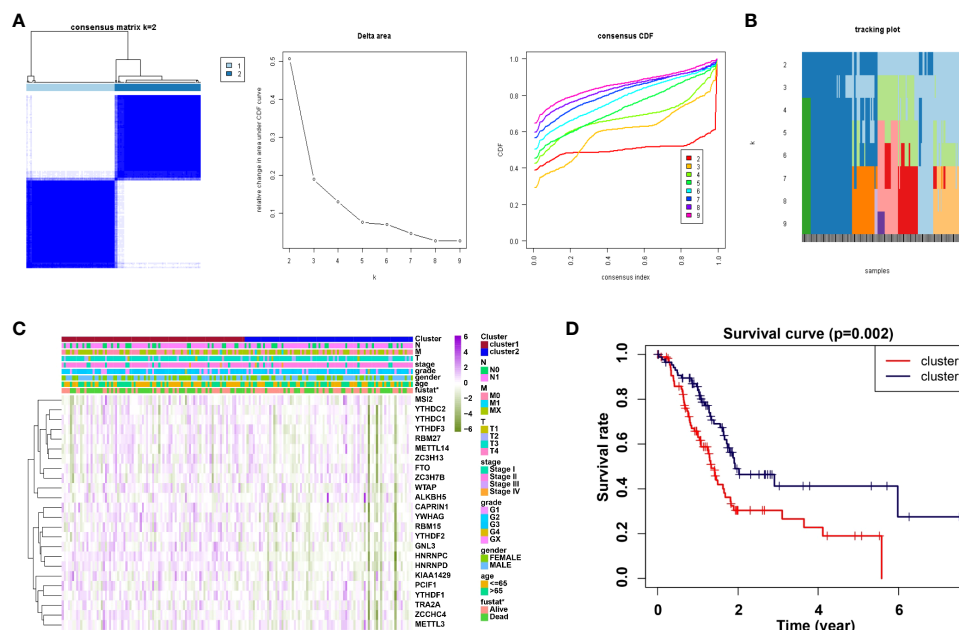 A
consensus matrix k=2
1
2
Delta area
relative change in area under CDF curve
0.5
0.4
0.3
0.2
0.1
2 3 4 5 6 7 8 9
k
consensus CDF
CDF
1.0
0.8
0.6
0.4
0.2
0.0
2
3
4
5
6
7
8
9
0.0 0.2 0.4 0.6 0.8 1.0
consensus index
B
tracking plot
k
2
3
4
5
6
7
8
9
samples
C
Cluster
N
M
T
stage
grade
gender
age
fustat*
MSI2
YTHDC2
YTHDC1
YTHDF3
RBM27
METTL14
ZC3H13
FTO
ZC3H7B
WTAP
ALKBH5
CAPRIN1
YWHAG
RBM15
YTHDF2
GNL3
HNRNPC
HNRNPD
KIAA1429
PCIF1
YTHDF1
TRA2A
ZCCHC4
METTL3
6
4
2
0
−2
−4
−6
Cluster
cluster1
cluster2
N
N0
N1
M
M0
M1
MX
T
T1
T2
T3
T4
stage
Stage I
Stage II
Stage III
Stage IV
grade
G1
G2
G3
G4
GX
gender
FEMALE
MALE
age
<=65
>65
fustat*
Alive
Dead
D
Survival curve (p=0.002)
cluster
cluster
Survival rate
1.0
0.8
0.6
0.4
0.2
0.0
0 2 4 6
Time (year)